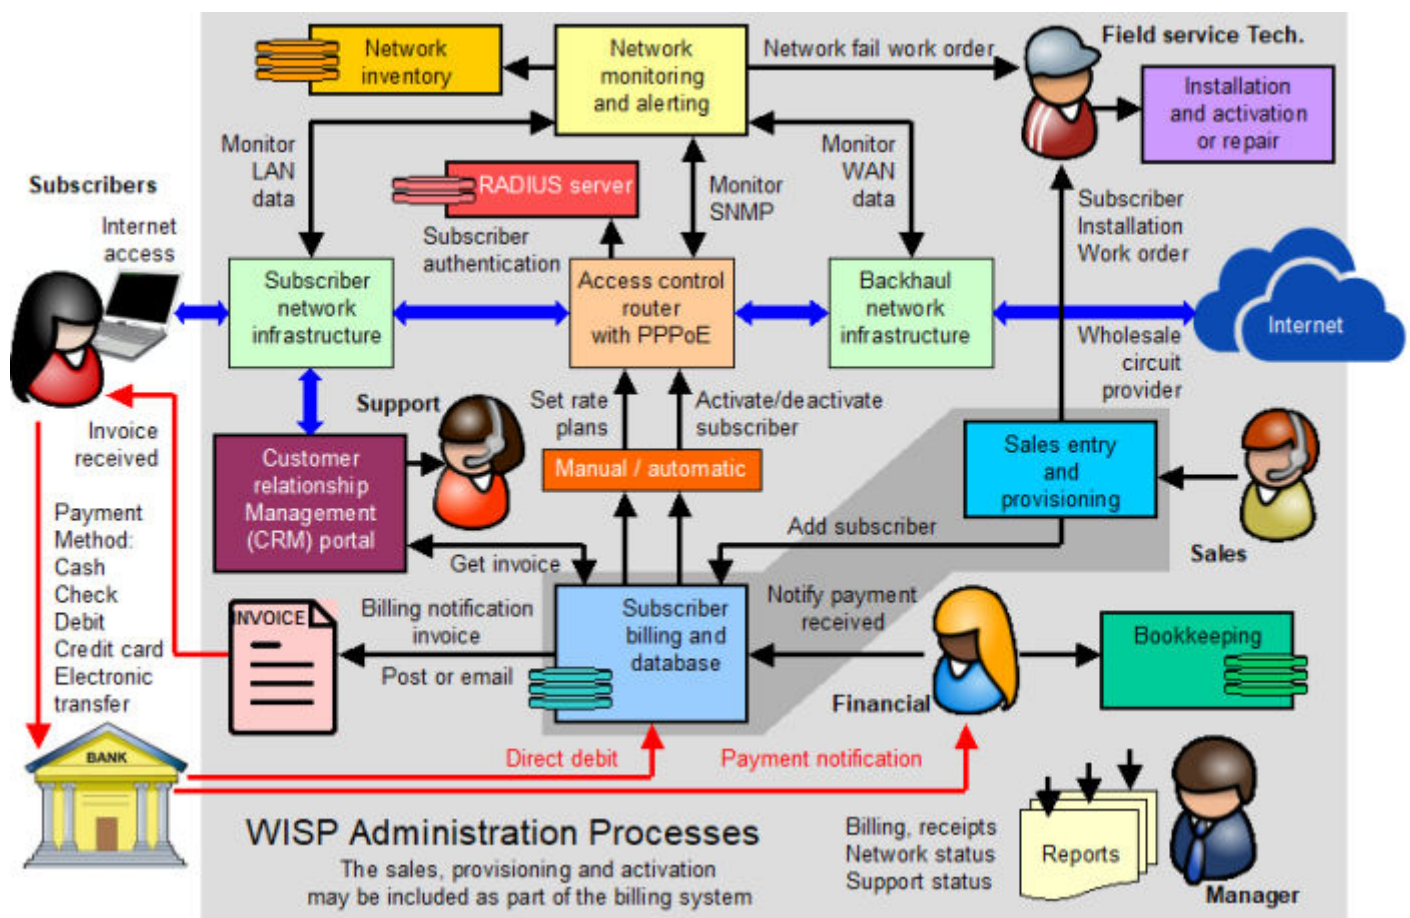 Network
inventory
Network
monitoring
and alerting
Network fail work order
Field service Tech.
Installation
and activation
or repair
Monitor
LAN
data
RADIUS server
Monitor
SNMP
Monitor
WAN
data
Subscribers
Internet
access
Subscriber
authentication
Subscriber
Installation
Work order
Subscriber
network
infrastructure
Access control
router
with PPPoE
Backhaul
network
infrastructure
Internet
Wholesale
circuit
provider
Invoice
received
Support
Set rate
plans
Activate/deactivate
subscriber
Customer
relationship
Management
(CRM) portal
Manual / automatic
Sales entry
and
provisioning
Sales
Add subscriber
Get invoice
Payment
Method:
Cash
Check
Debit
Credit card
Electronic
transfer
INVOICE
Billing notification
invoice
Post or email
Subscriber
billing and
database
Notify payment
received
Financial
Bookkeeping
BANK
Direct debit
Payment notification
WISP Administration Processes
The sales, provisioning and activation
may be included as part of the billing system
Billing, receipts
Network status
Support status
Reports
Manager